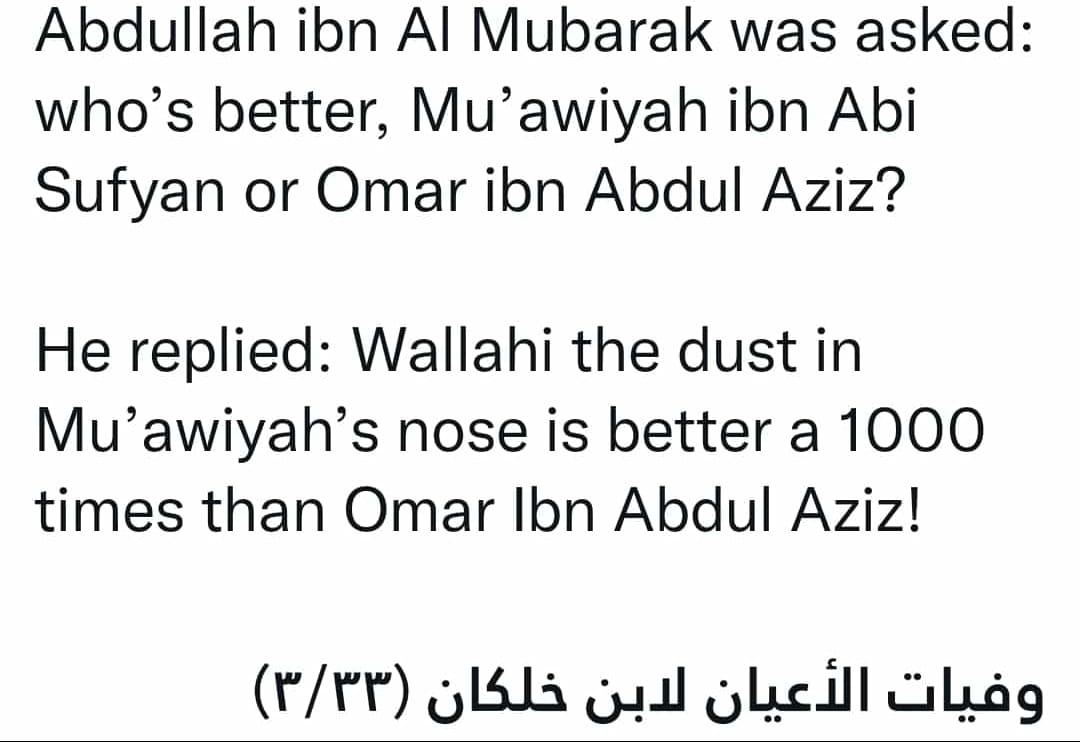 Abdullah ibn Al Mubarak was asked:
who’s better, Mu’awiyah ibn Abi
Sufyan or Omar ibn Abdul Aziz?
He replied: Wallahi the dust in
Mu’awiyah’s nose is better a 1000
times than Omar Ibn Abdul Aziz!
وفيات الأعيان لابن خلكان (٣/٣٣)